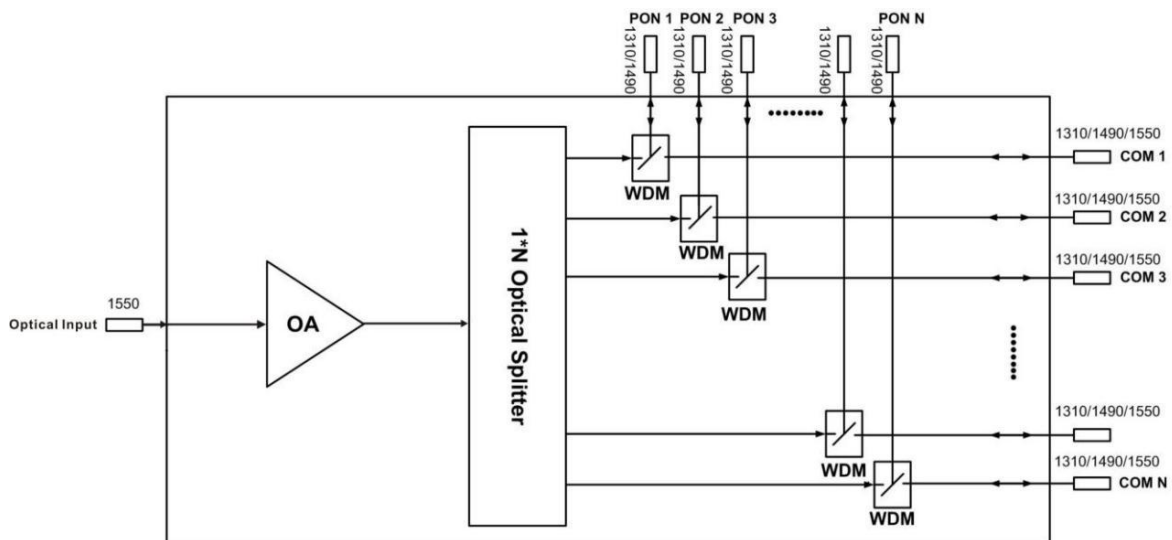 PON 1
PON 2
PON 3
PON N
1310/1490
1310/1490
1310/1490
1310/1490
1310/1490
1310/1490/1550
COM 1
WDM
1310/1490/1550
COM 2
WDM
1310/1490/1550
COM 3
WDM
1*N Optical Splitter
1550
Optical Input
OA
1310/1490/1550
WDM
1310/1490/1550
COM N
WDM